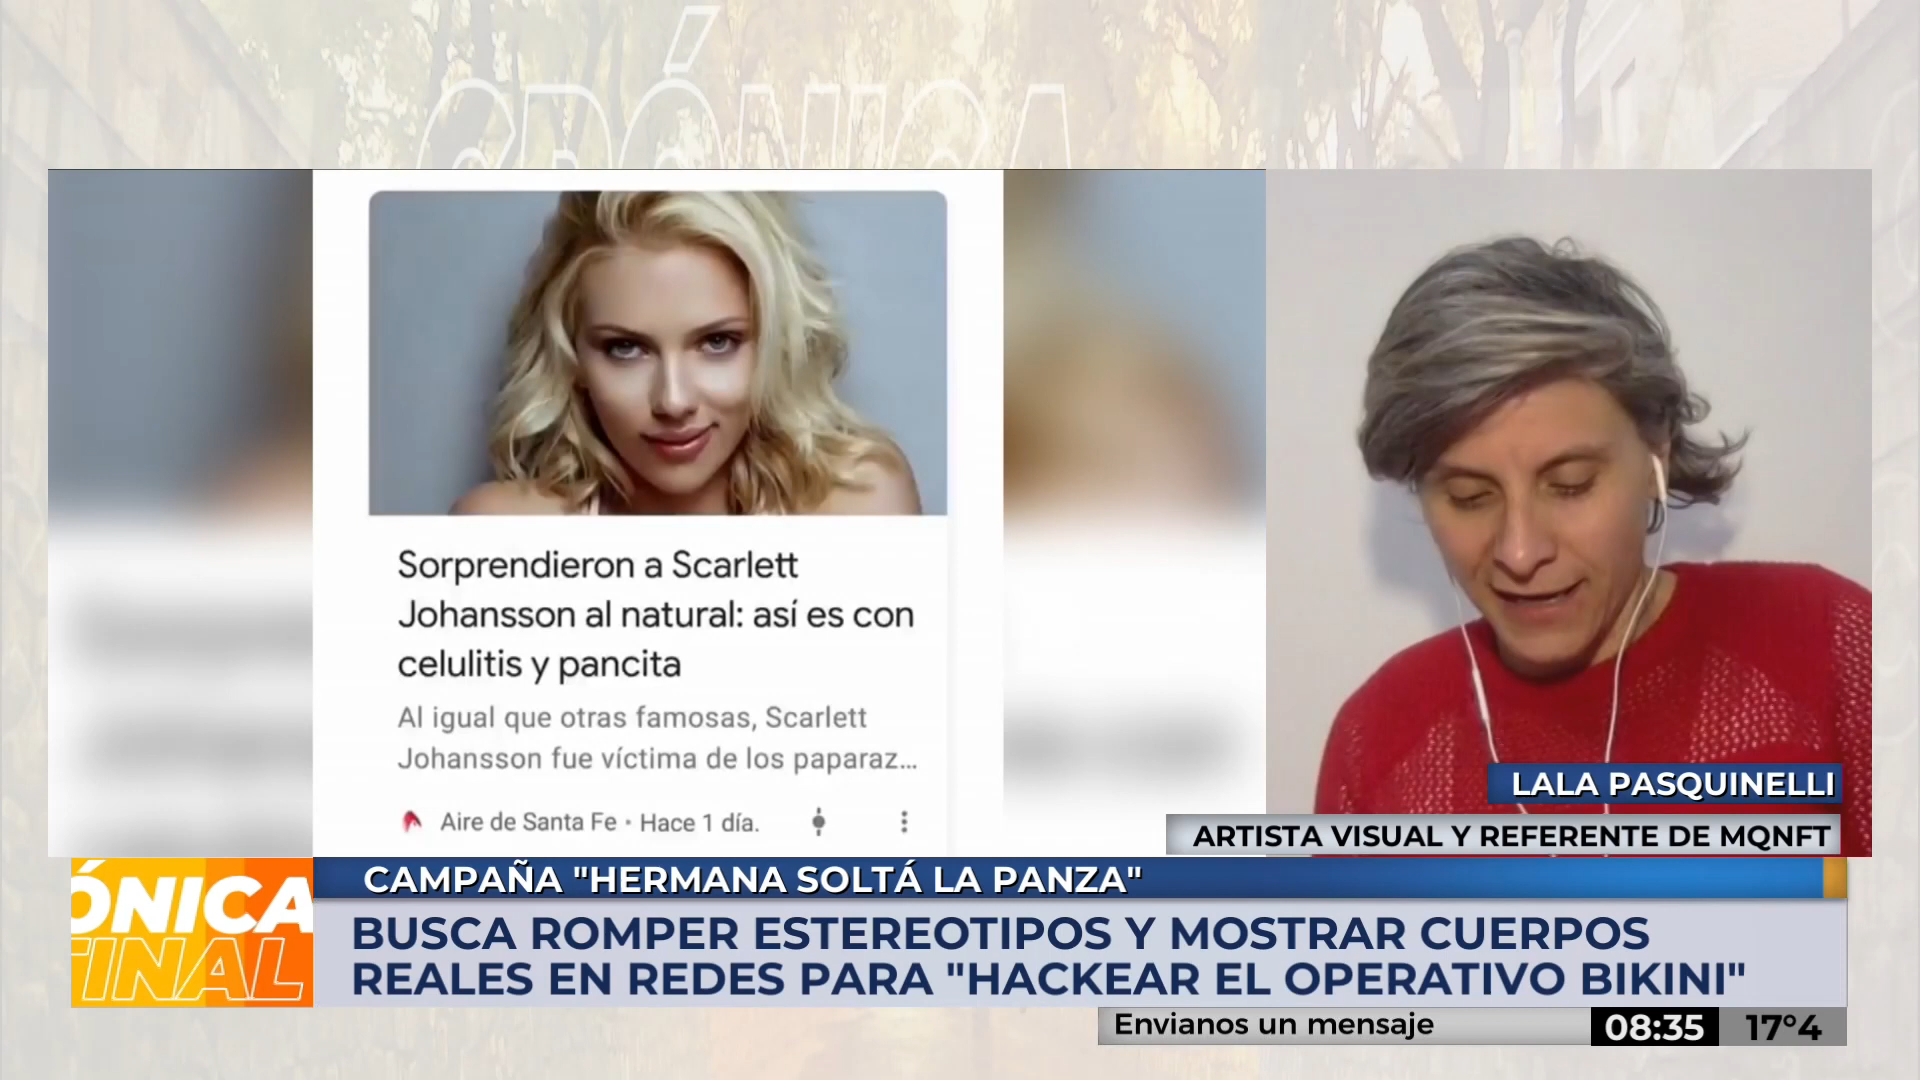 CRÓNICA
Sorprendieron a Scarlett
Johansson al natural: así es con
celulitis y pancita
Al igual que otras famosas, Scarlett
Johansson fue víctima de los paparaz...
Aire de Santa Fe • Hace 1 día.
LALA PASQUINELLI
ARTISTA VISUAL Y REFERENTE DE MQNFT
CAMPAÑA "HERMANA SOLTÁ LA PANZA"
ÓNICA
INAL
BUSCA ROMPER ESTEREOTIPOS Y MOSTRAR CUERPOS
REALES EN REDES PARA "HACKEAR EL OPERATIVO BIKINI"
Envianos un mensaje
08:35
17°4